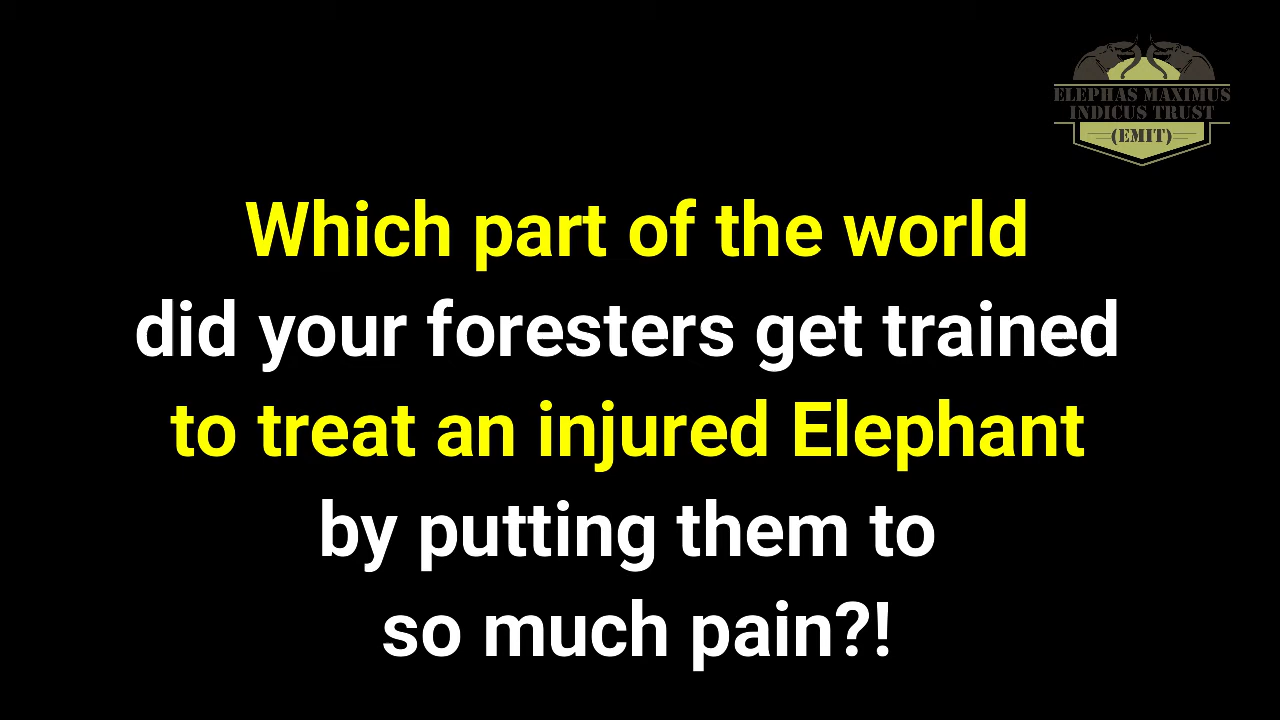 ELEPHAS MAXIMUS
INDICUS TRUST
(EMIT)
Which part of the world
did your foresters get trained
to treat an injured Elephant
by putting them to
so much pain?!